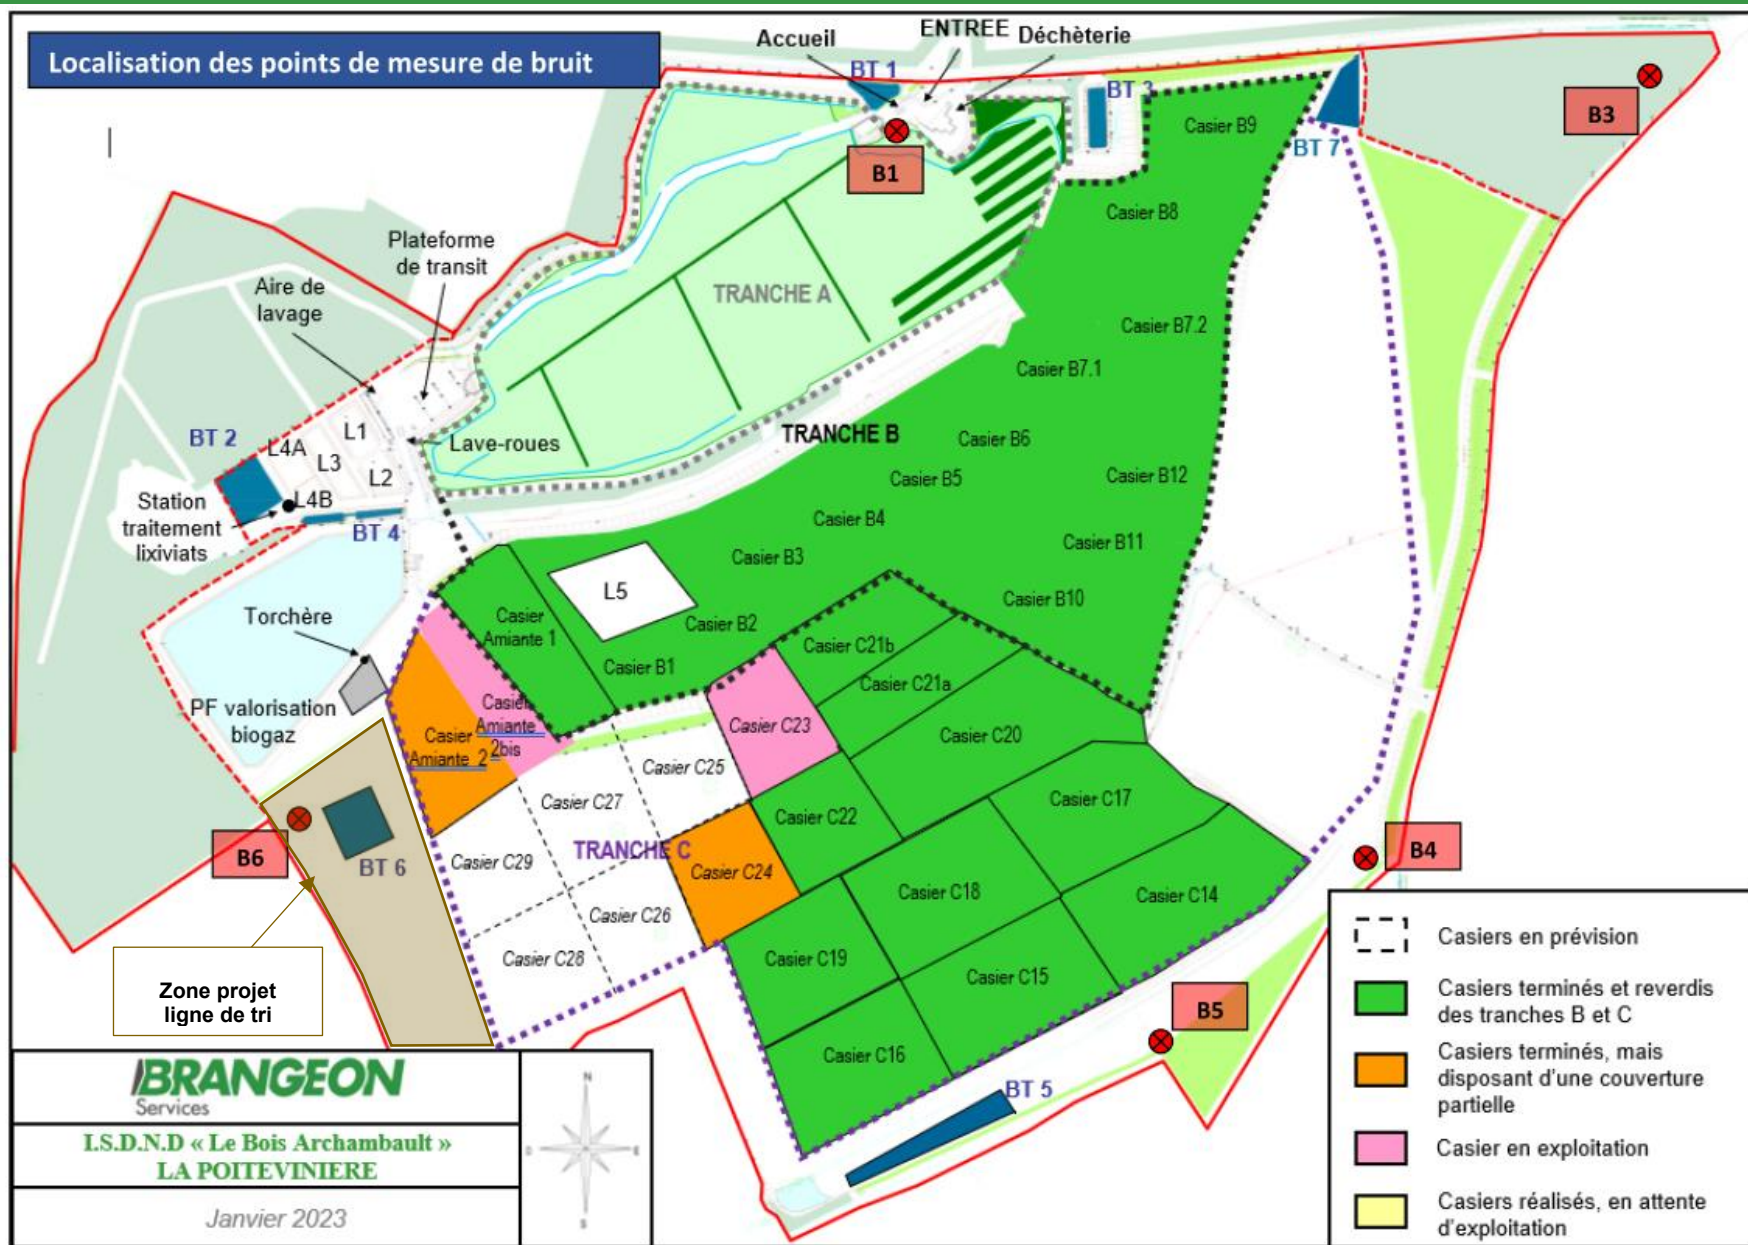 Localisation des points de mesure de bruit
Accueil
ENTREE
Déchèterie
BT 1
BT 3
B3
B1
Casier B9
BT 7
Casier B8
Plateforme
de transit
Aire de
lavage
TRANCHE A
Casier B7.2
Casier B7.1
BT 2
L1
L4A
L3
L2
Lave-roues
TRANCHE B
Casier B6
Casier B5
Casier B12
L4B
Station
traitement
lixiviats
BT 4
Casier B4
Casier B11
Casier B3
L5
Casier B10
Torchère
Casier
Amiante 1
Casier B2
Casier B1
Casier C21b
Casier C21a
PF valorisation
biogaz
Casier
Amiante
2bis
Casier
Amiante 2
Casier C23
Casier C20
Casier C25
Casier C27
Casier C17
Casier C22
B6
BT 6
Casier C29
TRANCHE C
Casier C24
B4
Casier C18
Casier C14
Casier C26
Casier C28
Casier C19
Casier C15
Zone projet
ligne de tri
B5
Casier C16
BT 5
Casiers en prévision
Casiers terminés et reverdis
des tranches B et C
Casiers terminés, mais
disposant d'une couverture
partielle
Casier en exploitation
Casiers réalisés, en attente
d'exploitation
BRANGEON
Services
I.S.D.N.D « Le Bois Archambault »
LA POITEVINIERE
Janvier 2023
N
S